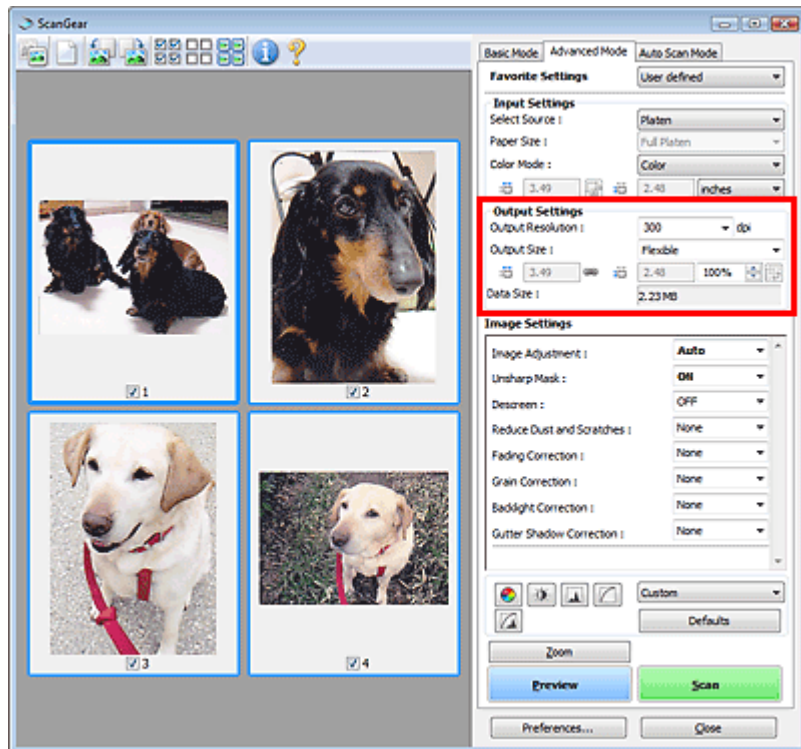 ScanGear
Basic Mode Advanced Mode Auto Scan Mode
Favorite Settings User defined
Input Settings
Select Source : Platen
Paper Size : Full Platen
Color Mode : Color
3.49 2.48 inches
Output Settings
Output Resolution : 300 dpi
Output Size : Flexible
3.49 2.48 100%
Data Size : 2.23 MB
Image Settings
Image Adjustment : Auto
Unsharp Mask : ON
Descreen : OFF
Reduce Dust and Scratches : None
Fading Correction : None
Grain Correction : None
Backlight Correction : None
Gutter Shadow Correction : None
1 2
3 4
Custom
Defaults
Zoom
Preview Scan
Preferences... Close